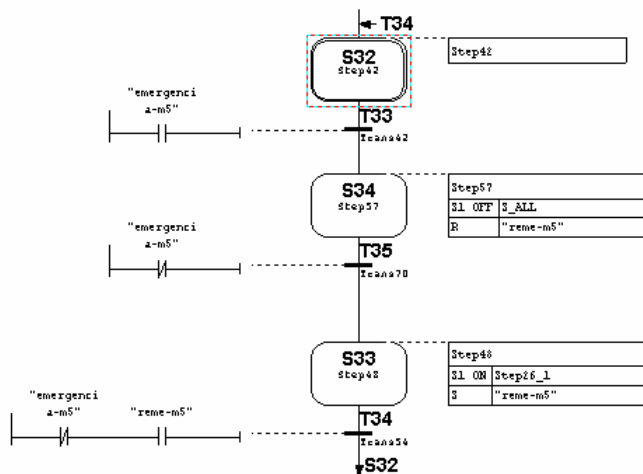 T34
S32
Step42
Step42
"emergenci
a-m5"
T33
Trans42
S34
Step57
Step57
S1 OFF S_ALL
R "reme-m5"
"emergenci
a-m5"
T35
Trans70
S33
Step48
Step48
S1 ON Step26_1
S "reme-m5"
"emergenci
a-m5"
"reme-m5"
T34
Trans54
S32